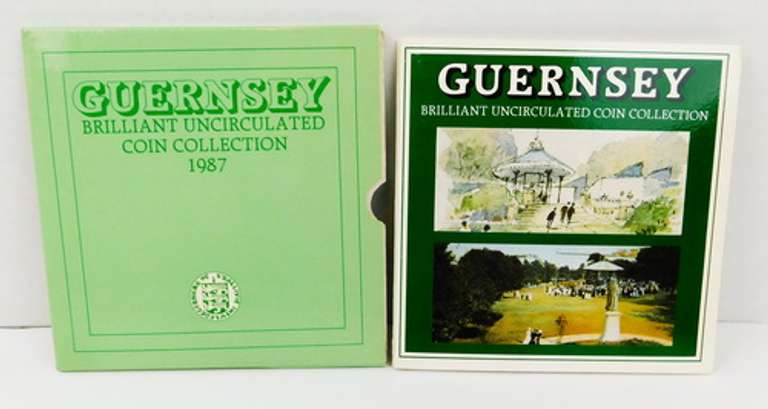 GUERNSEY
BRILLIANT UNCIRCULATED
COIN COLLECTION
1987
GUERNSEY
BRILLIANT UNCIRCULATED COIN COLLECTION